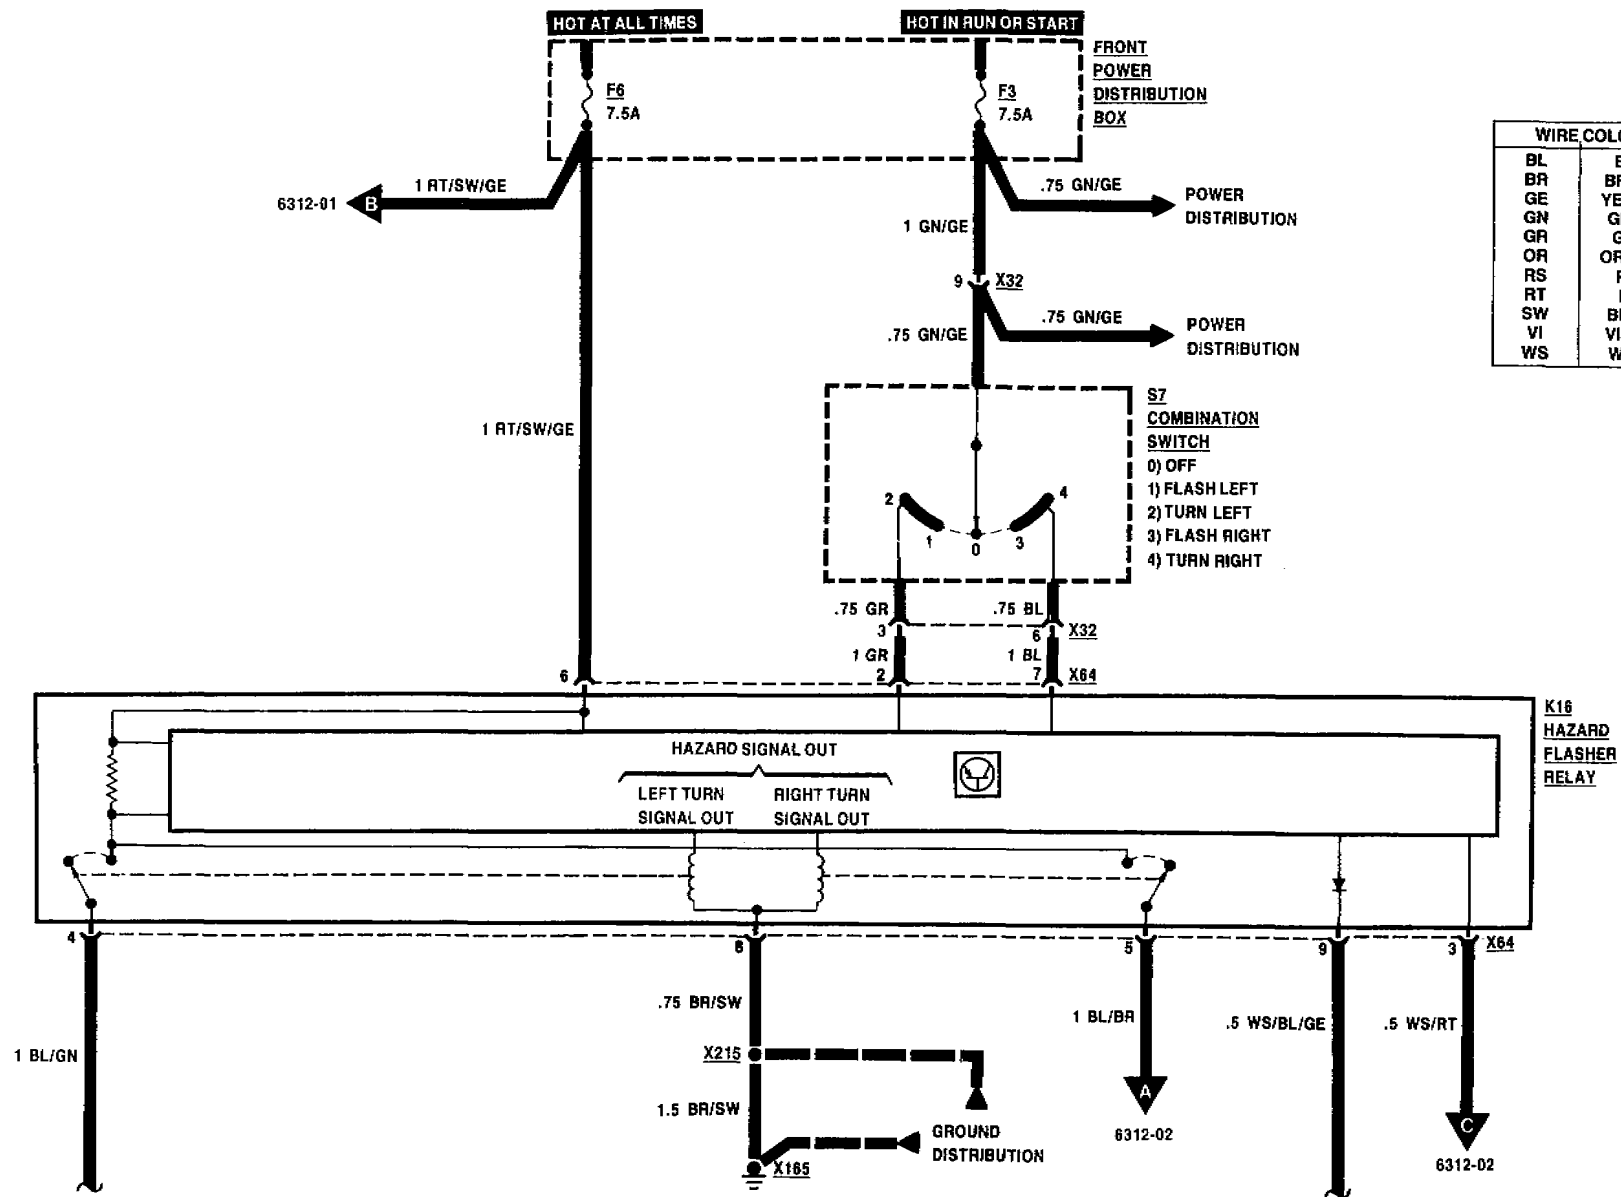 HOT AT ALL TIMES
HOT IN RUN OR START
FRONT
POWER
DISTRIBUTION
BOX
F6
7.5A
F3
7.5A
WIRE
BL
BR
GE
GN
GR
OR
RS
RT
SW
VI
WS
1 RT/SW/GE
6312-01
B
.75 GN/GE
POWER
DISTRIBUTION
1 GN/GE
9
X32
.75 GN/GE
.75 GN/GE
POWER
DISTRIBUTION
1 RT/SW/GE
S7
COMBINATION
SWITCH
0) OFF
1) FLASH LEFT
2) TURN LEFT
3) FLASH RIGHT
4) TURN RIGHT
2
1
0
3
4
.75 GR
.75 BL
3
6
X32
1 GR
1 BL
6
2
7
X64
K16
HAZARD
FLASHER
RELAY
HAZARD SIGNAL OUT
LEFT TURN
SIGNAL OUT
RIGHT TURN
SIGNAL OUT
4
5
9
3
X64
.75 BR/SW
1 BL/BR
.5 WS/BL/GE
.5 WS/RT
1 BL/GN
X215
1.5 BR/SW
A
6312-02
C
6312-02
GROUND
DISTRIBUTION
X165